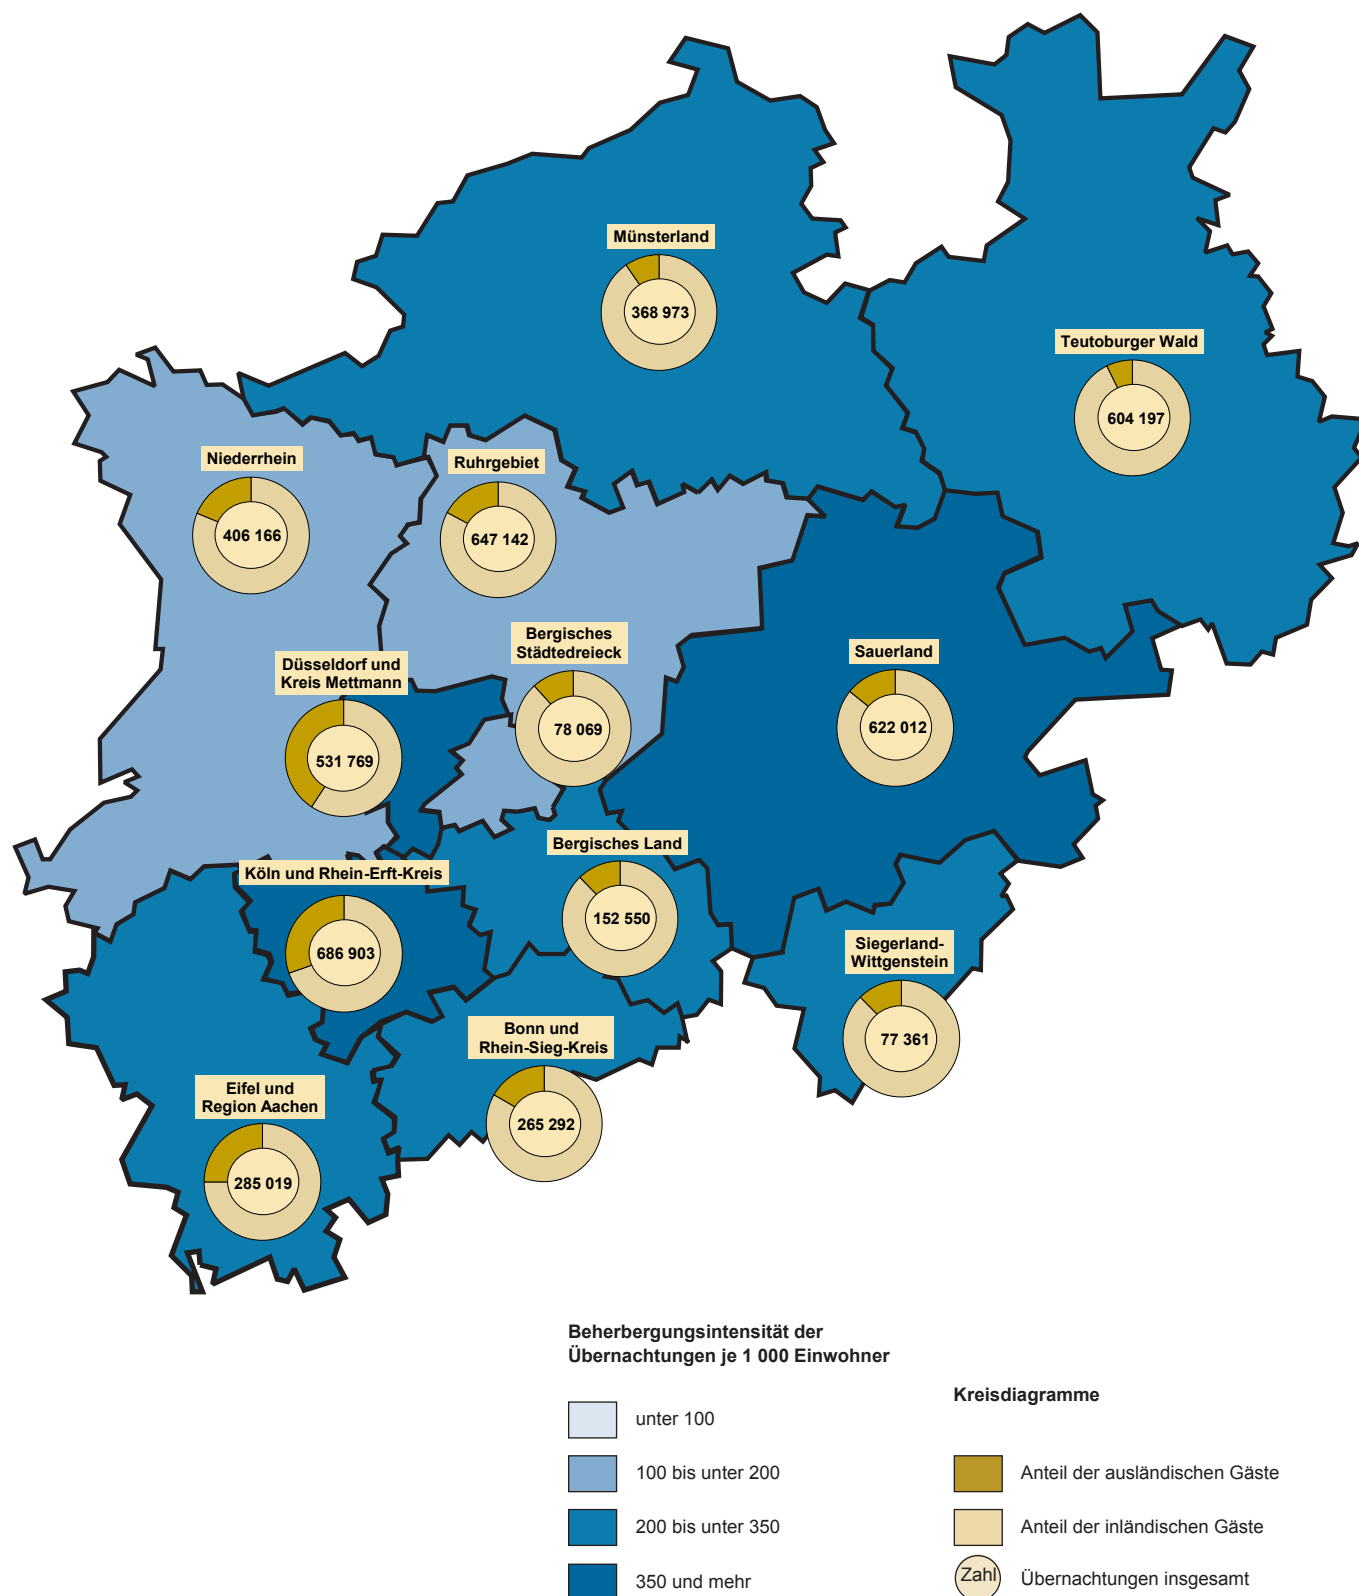 Münsterland
368 973
Teutoburger Wald
604 197
Niederrhein
406 166
Ruhrgebiet
647 142
Bergisches
Städtedreieck
78 069
Sauerland
622 012
Düsseldorf und
Kreis Mettmann
531 769
Bergisches Land
152 550
Köln und Rhein-Erft-Kreis
686 903
Siegerland-
Wittgenstein
77 361
Bonn und
Rhein-Sieg-Kreis
265 292
Eifel und
Region Aachen
285 019
Beherbergungsintensität der
Übernachtungen je 1 000 Einwohner
unter 100
100 bis unter 200
200 bis unter 350
350 und mehr
Kreisdiagramme
Anteil der ausländischen Gäste
Anteil der inländischen Gäste
Zahl Übernachtungen insgesamt